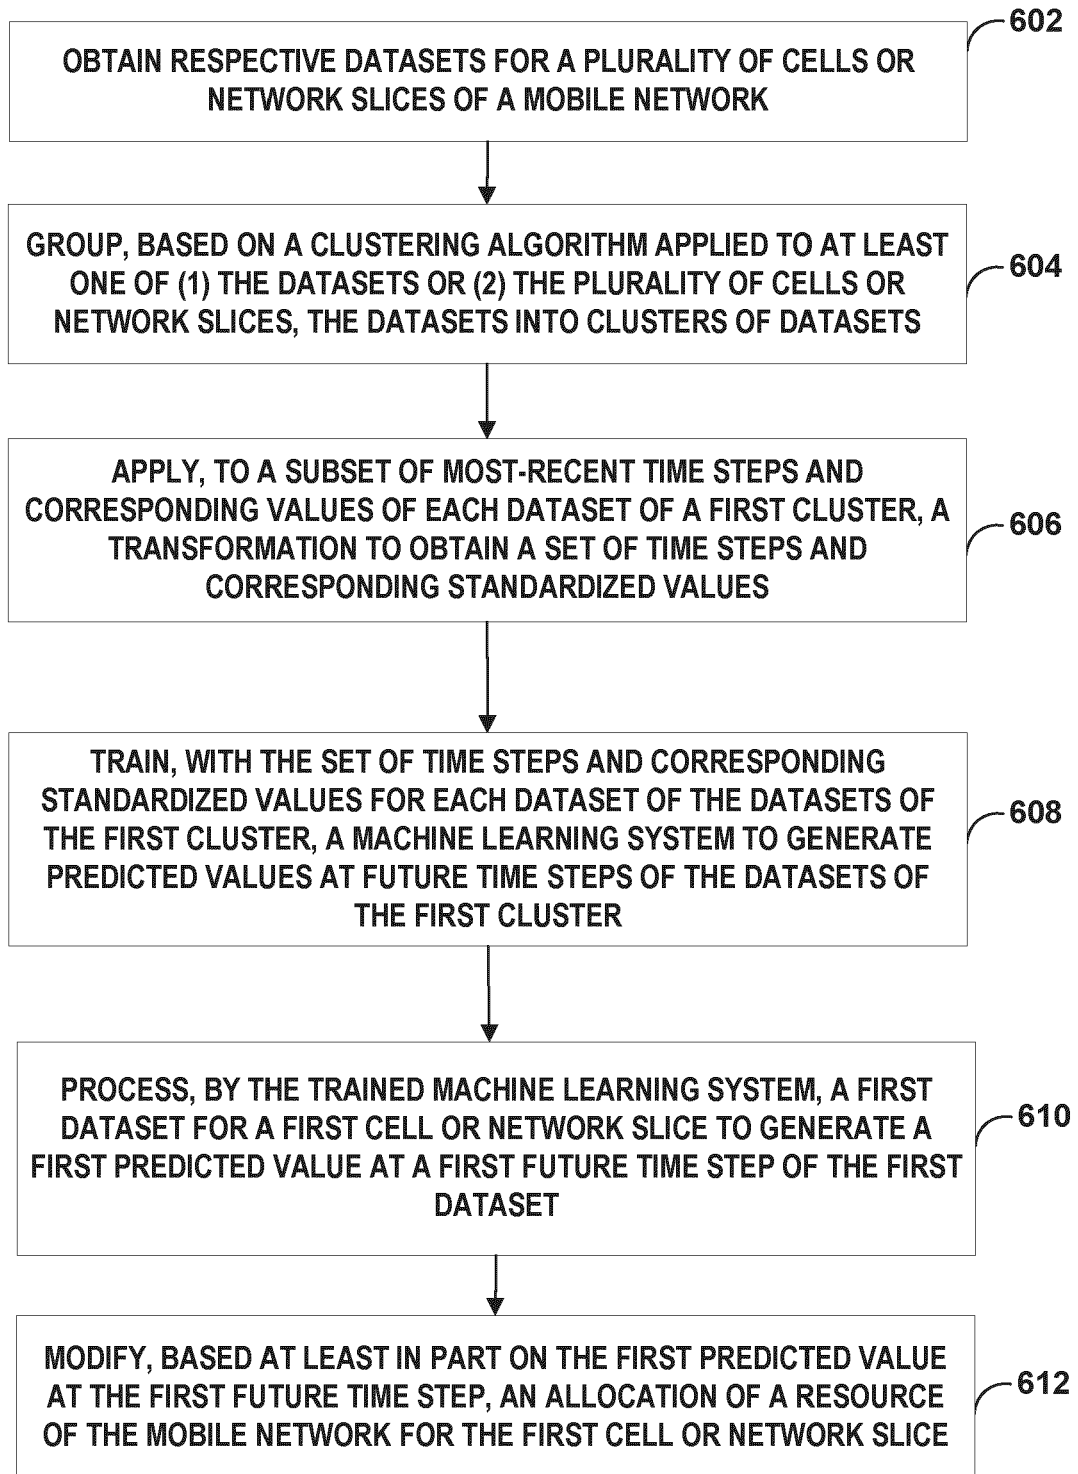 602
OBTAIN RESPECTIVE DATASETS FOR A PLURALITY OF CELLS OR
NETWORK SLICES OF A MOBILE NETWORK
GROUP, BASED ON A CLUSTERING ALGORITHM APPLIED TO AT LEAST
ONE OF (1) THE DATASETS OR (2) THE PLURALITY OF CELLS OR
NETWORK SLICES, THE DATASETS INTO CLUSTERS OF DATASETS
604
APPLY, TO A SUBSET OF MOST-RECENT TIME STEPS AND
CORRESPONDING VALUES OF EACH DATASET OF A FIRST CLUSTER, A
TRANSFORMATION TO OBTAIN A SET OF TIME STEPS AND
CORRESPONDING STANDARDIZED VALUES
606
TRAIN, WITH THE SET OF TIME STEPS AND CORRESPONDING
STANDARDIZED VALUES FOR EACH DATASET OF THE DATASETS OF
THE FIRST CLUSTER, A MACHINE LEARNING SYSTEM TO GENERATE
PREDICTED VALUES AT FUTURE TIME STEPS OF THE DATASETS OF
THE FIRST CLUSTER
608
PROCESS, BY THE TRAINED MACHINE LEARNING SYSTEM, A FIRST
DATASET FOR A FIRST CELL OR NETWORK SLICE TO GENERATE A
FIRST PREDICTED VALUE AT A FIRST FUTURE TIME STEP OF THE FIRST
DATASET
610
MODIFY, BASED AT LEAST IN PART ON THE FIRST PREDICTED VALUE
AT THE FIRST FUTURE TIME STEP, AN ALLOCATION OF A RESOURCE
OF THE MOBILE NETWORK FOR THE FIRST CELL OR NETWORK SLICE
612